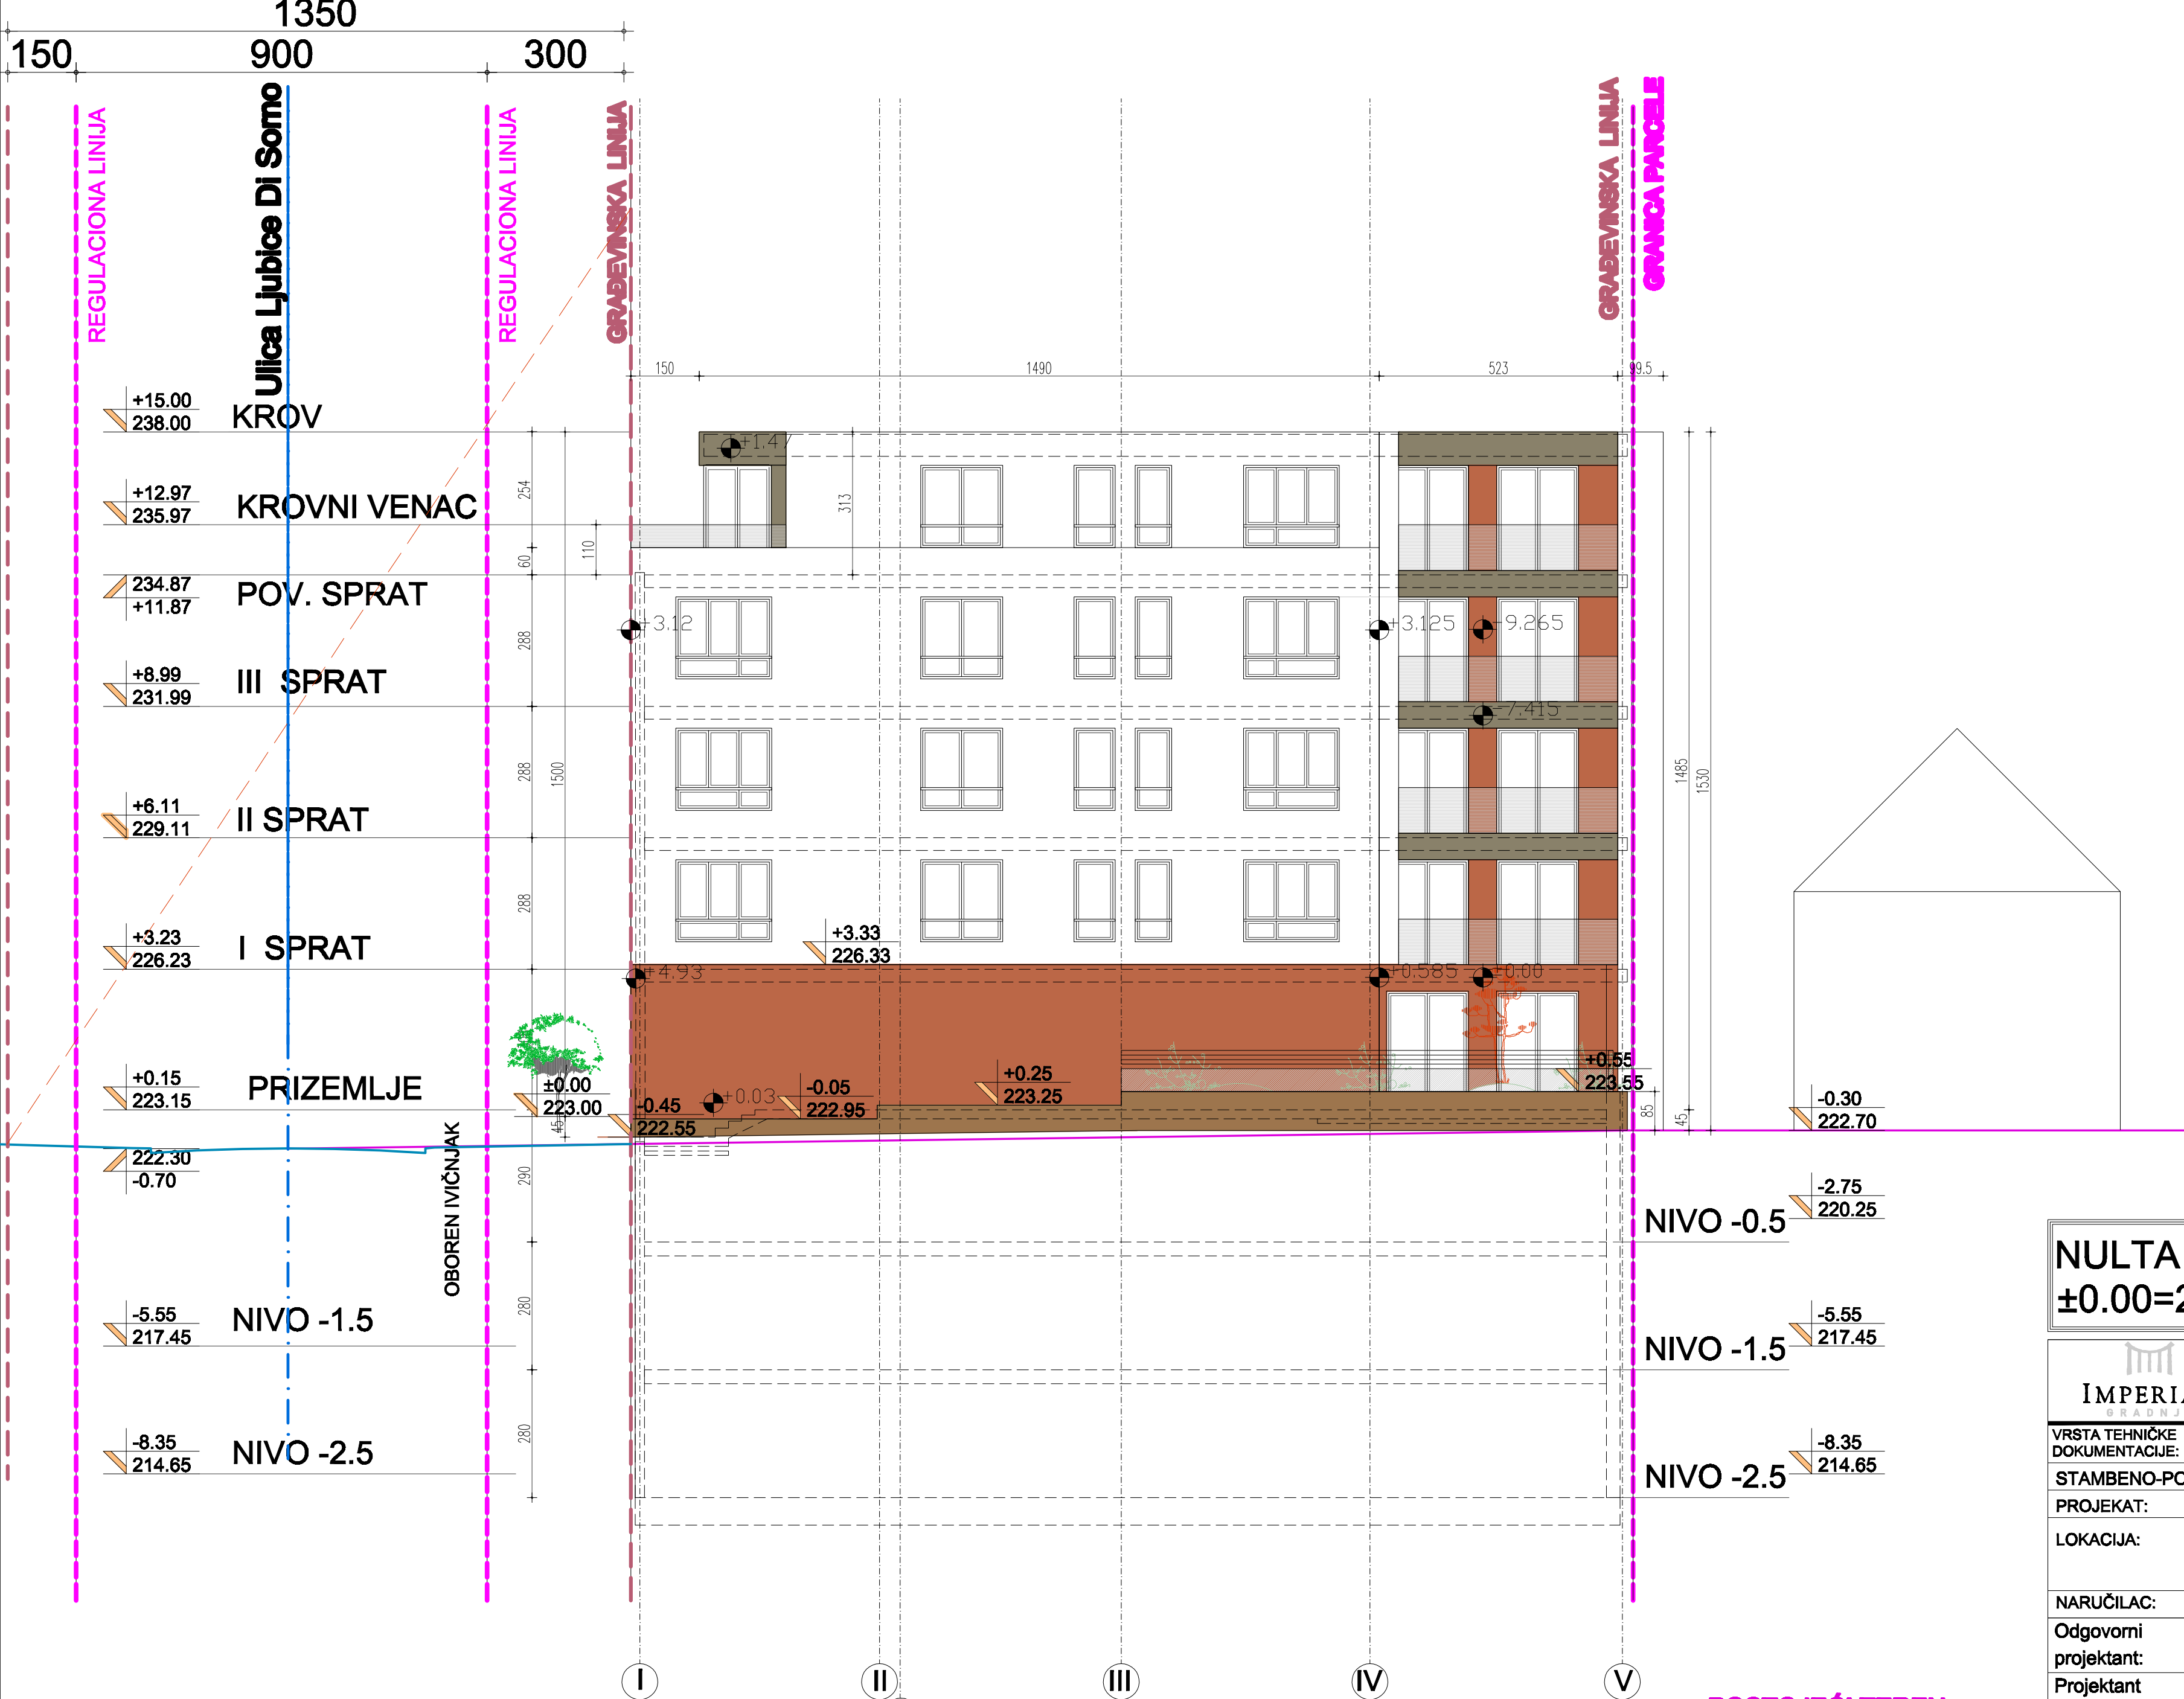 1350
150
900
300
REGULACIONA LINIJA
Ulica Ljubice Di Sorno
REGULACIONA LINIJA
GRAĐEVINSKA LINIJA
GRAĐEVINSKA LINIJA
GRANICA PARCELE
150
1490
523
99.5
+15.00
238.00
KROV
+1.47
+12.97
235.97
KROVNI VENAC
254
313
110
60
234.87
+11.87
POV. SPRAT
+3.12
+3.125
-9.265
288
+8.99
231.99
III SPRAT
-7.415
288
1500
1485
1530
+6.11
229.11
II SPRAT
288
+3.33
226.33
+3.23
226.23
I SPRAT
+4.93
+0.585
±0.00
+0.15
223.15
PRIZEMLJE
±0.00
223.00
45
-0.45
222.55
+0.03
-0.05
222.95
+0.25
223.25
+0.55
223.55
85
45
-0.30
222.70
222.30
-0.70
OBOREN IVIČNJAK
290
-2.75
220.25
NIVO -0.5
280
-5.55
217.45
NIVO -1.5
-5.55
217.45
NIVO -1.5
280
-8.35
214.65
NIVO -2.5
-8.35
214.65
NIVO -2.5
NULTA
±0.00=2
IMPERIA
GRADNJ
VRSTA TEHNIČKE
DOKUMENTACIJE:
STAMBENO-PO
PROJEKAT:
LOKACIJA:
NARUČILAC:
Odgovorni
projektant:
Projektant
I
II
III
IV
V